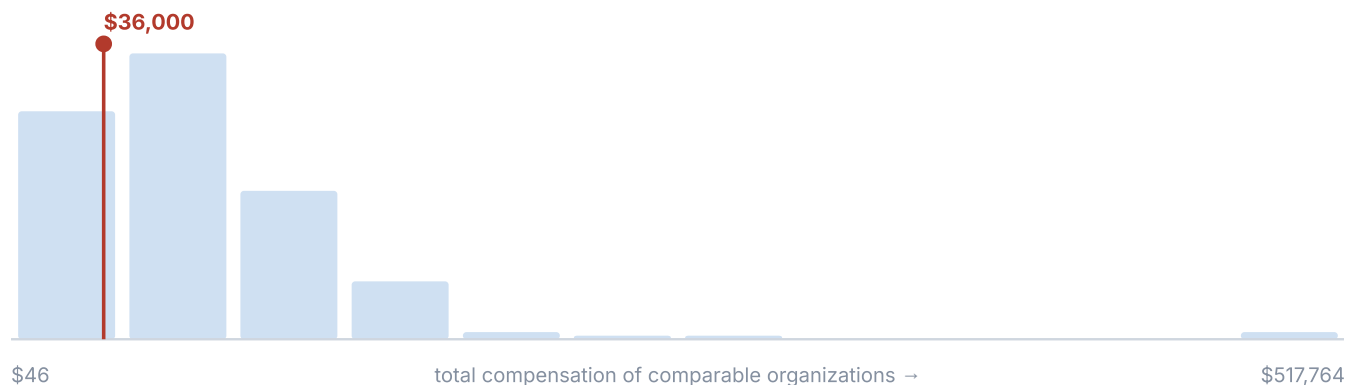 $36,000
$46 total compensation of comparable organizations → $517,764